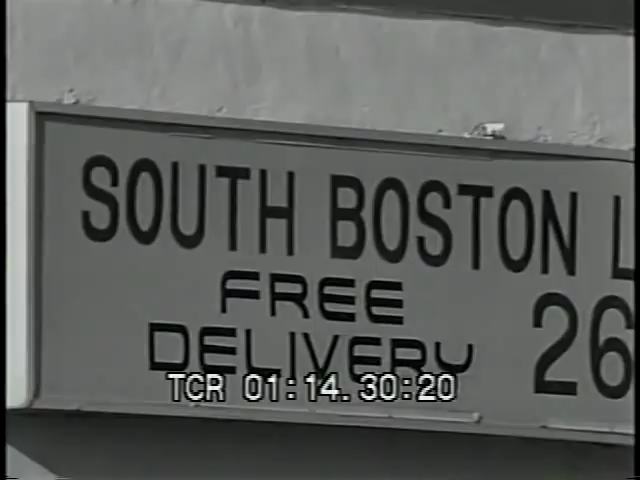 SOUTH BOSTON L
FREE
DELIVERY
26
TCR 01:14.30:20